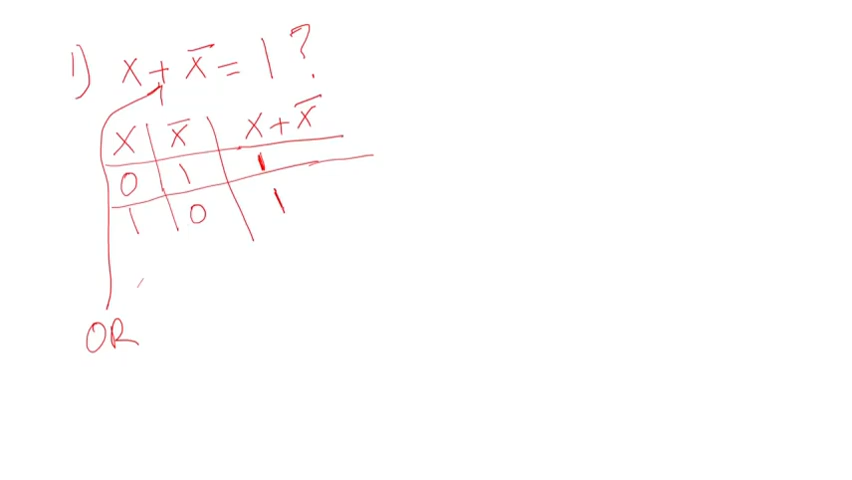 1) X + X̅ = 1 ?
X | X̅ | X + X̅
0 | 1 | 1
1 | 0 | 1
OR